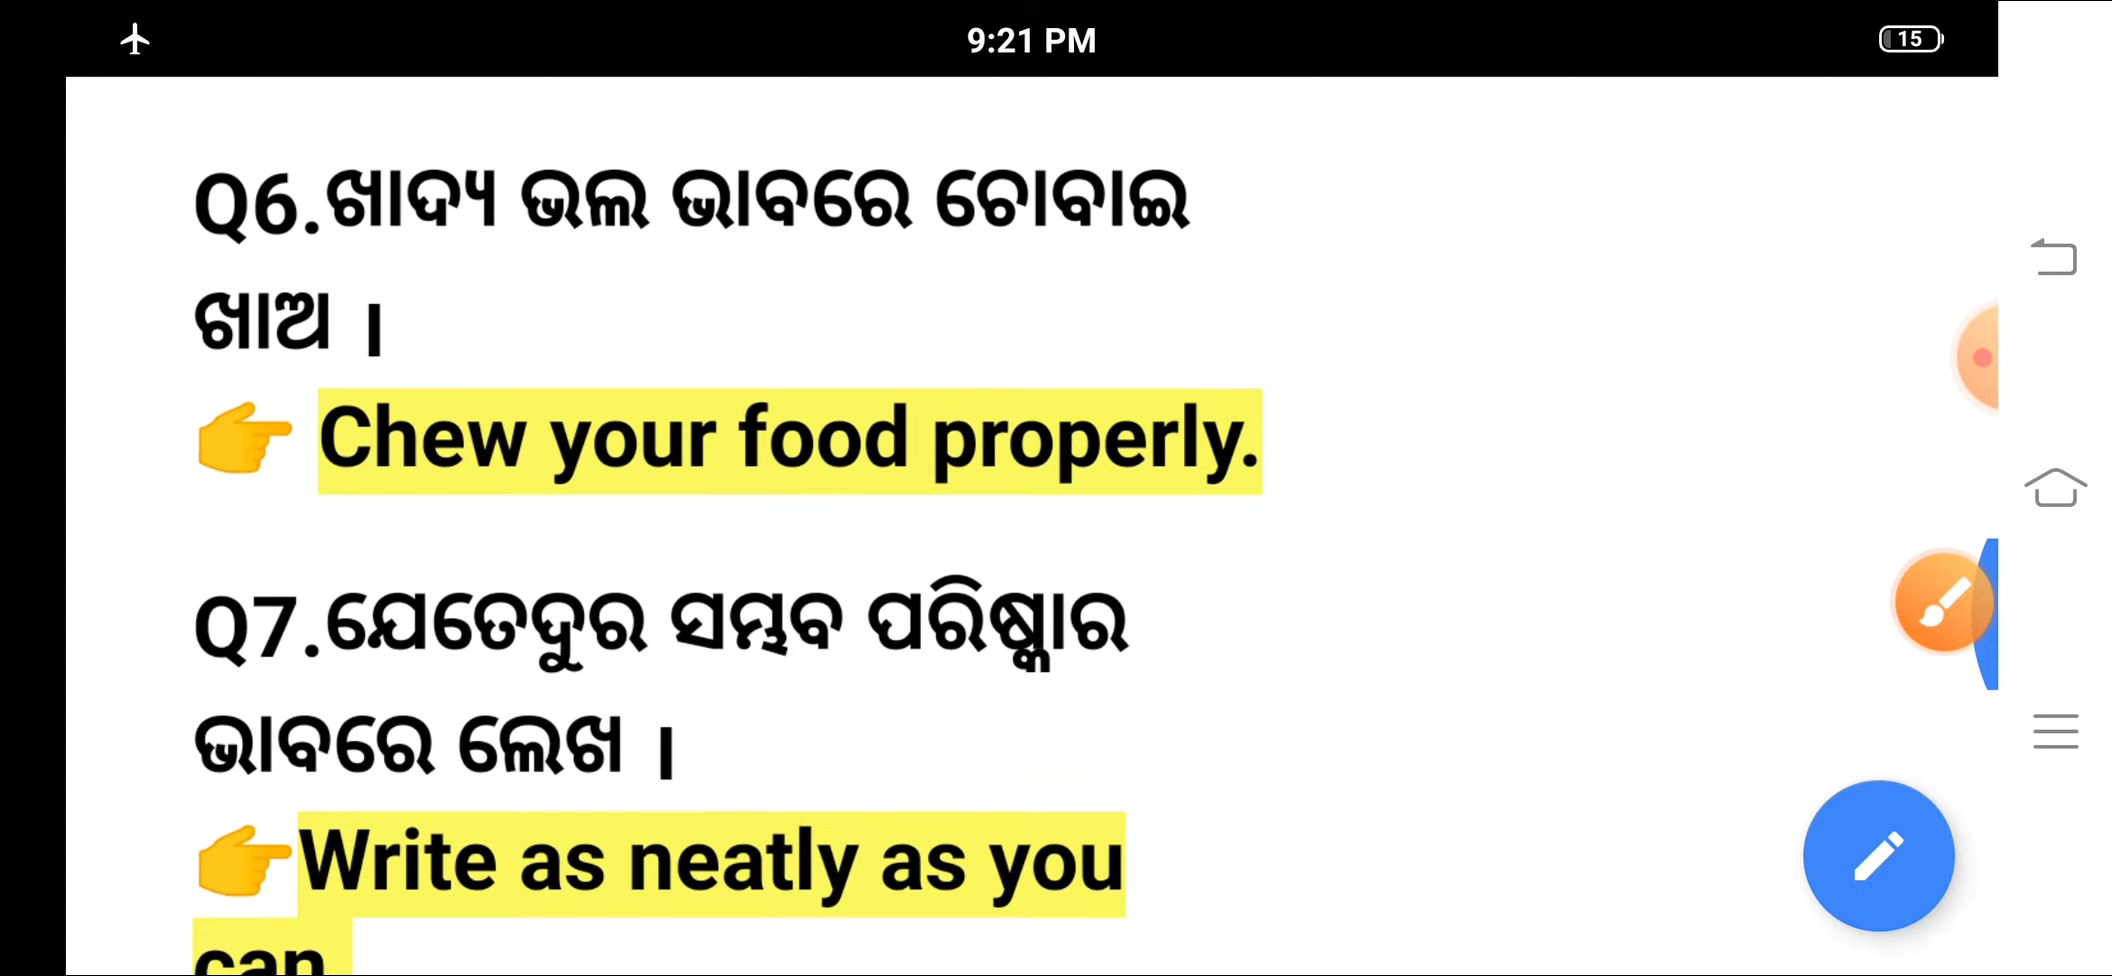 9:21 PM
15
Q6.ଖାଦ୍ୟ ଭଲ ଭାବରେ ଚୋବାଇ
ଖାଅ ।
👉 Chew your food properly.
Q7.ଯେତେଦୁର ସମ୍ଭବ ପରିଷ୍କାର
ଭାବରେ ଲେଖ ।
👉Write as neatly as you
can